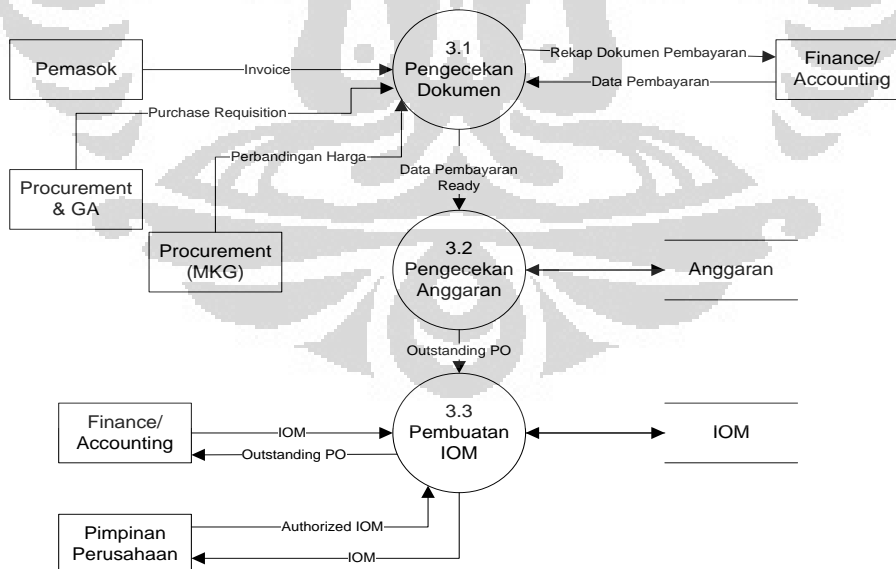 3.1
Pengecekan
Dokumen
Pemasok
Invoice
Rekap Dokumen Pembayaran
Data Pembayaran
Finance/
Accounting
Purchase Requisition
Perbandingan Harga
Procurement
& GA
Procurement
(MKG)
Data Pembayaran
Ready
3.2
Pengecekan
Anggaran
Anggaran
Outstanding PO
3.3
Pembuatan
IOM
Finance/
Accounting
IOM
Outstanding PO
IOM
Pimpinan
Perusahaan
Authorized IOM
IOM